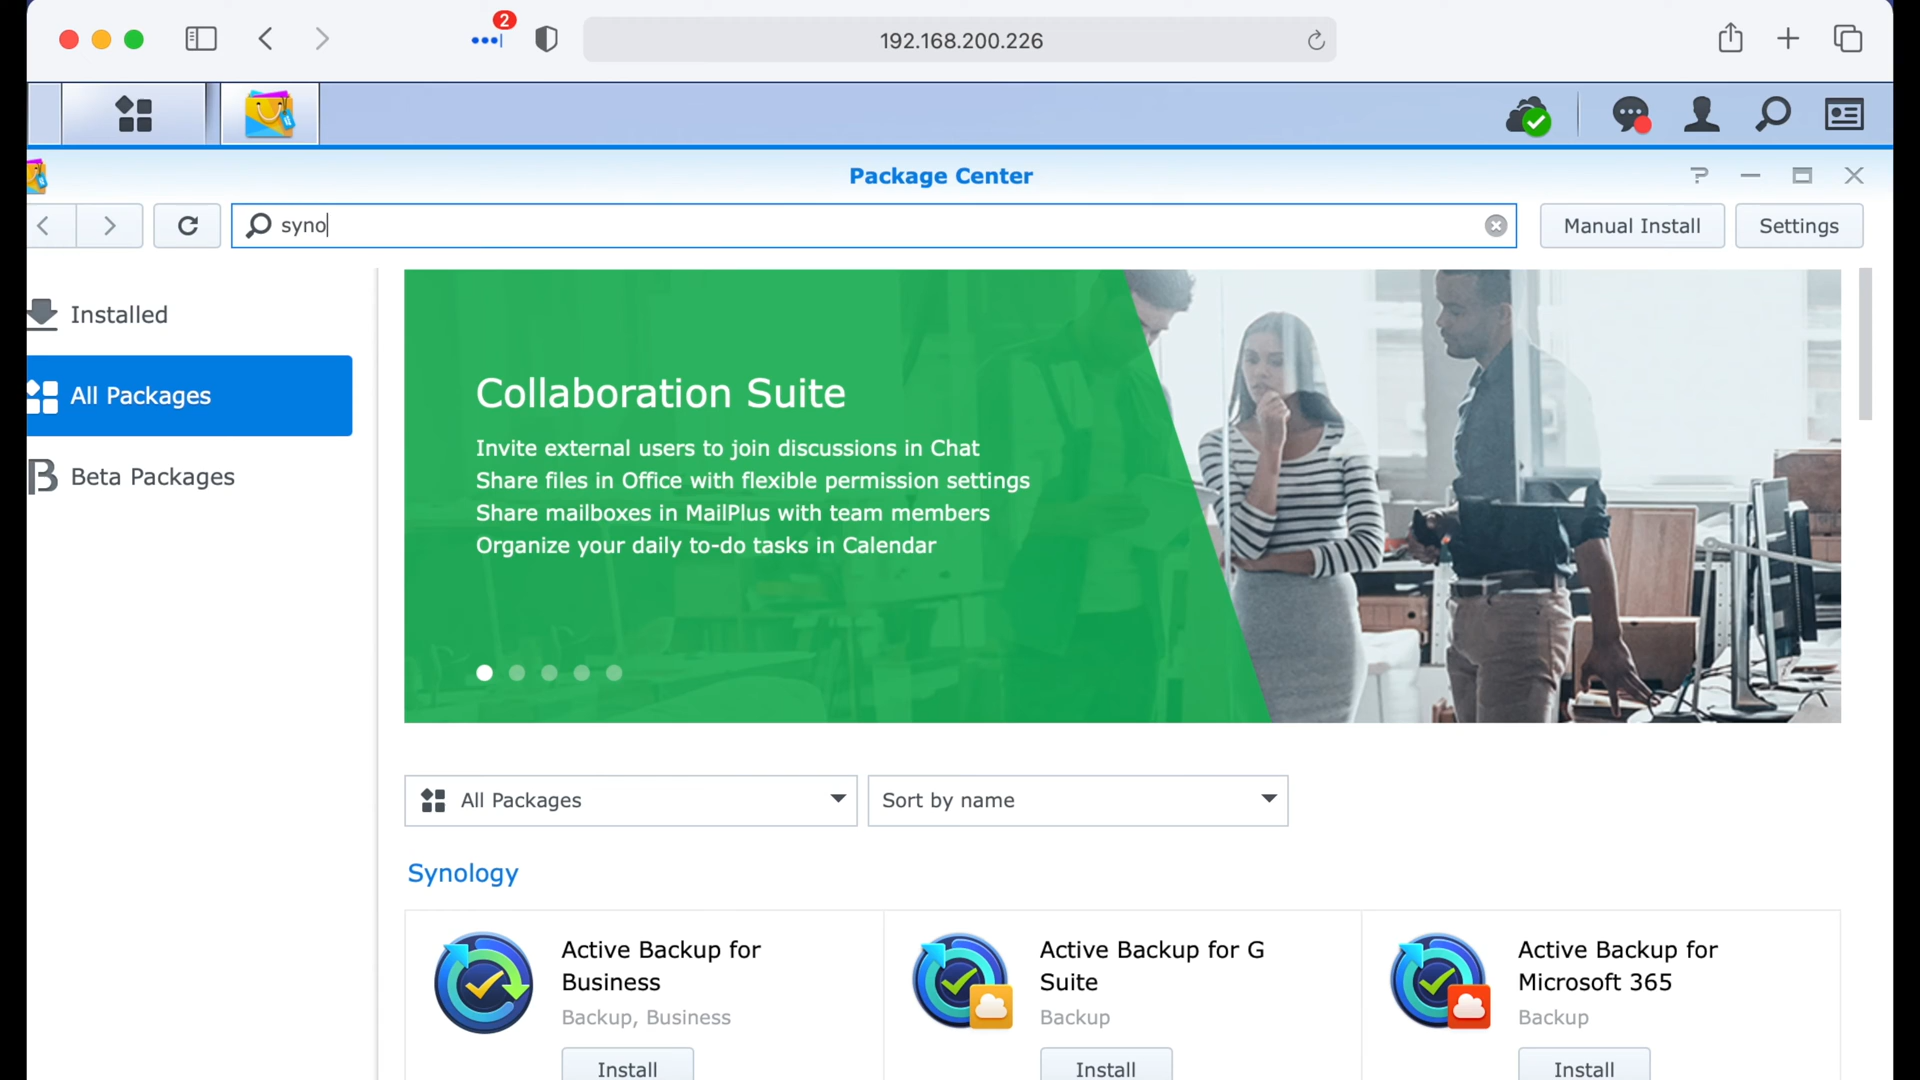 2
192.168.200.226
Package Center
syno
Manual Install
Settings
Installed
All Packages
Beta Packages
Collaboration Suite
Invite external users to join discussions in Chat
Share files in Office with flexible permission settings
Share mailboxes in MailPlus with team members
Organize your daily to-do tasks in Calendar
All Packages
Sort by name
Synology
Active Backup for
Business
Backup, Business
Install
Active Backup for G
Suite
Backup
Install
Active Backup for
Microsoft 365
Backup
Install